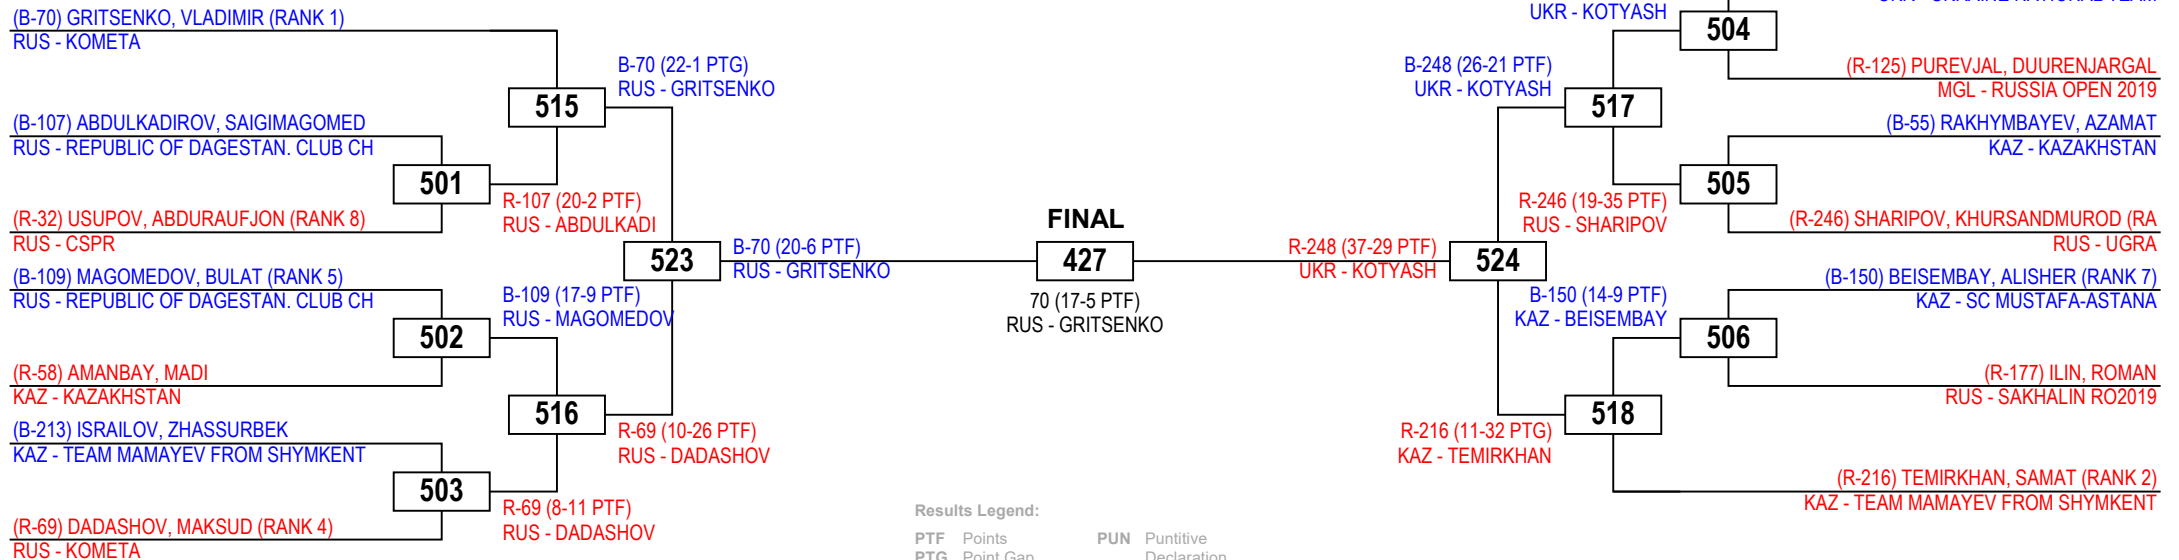 (B-70) GRITSENKO, VLADIMIR (RANK 1)
RUS - KOMETA
B-70 (22-1 PTG)
RUS - GRITSENKO
515
(B-107) ABDULKADIROV, SAIGIMAGOMED
RUS - REPUBLIC OF DAGESTAN. CLUB CH
501
R-107 (20-2 PTF)
RUS - ABDULKADI
(R-32) USUPOV, ABDURAUFJON (RANK 8)
RUS - CSPR
523
B-70 (20-6 PTF)
RUS - GRITSENKO
(B-109) MAGOMEDOV, BULAT (RANK 5)
RUS - REPUBLIC OF DAGESTAN. CLUB CH
B-109 (17-9 PTF)
RUS - MAGOMEDOV
502
(R-58) AMANBAY, MADI
KAZ - KAZAKHSTAN
516
R-69 (10-26 PTF)
RUS - DADASHOV
(B-213) ISRAILOV, ZHASSURBEK
KAZ - TEAM MAMAYEV FROM SHYMKENT
503
R-69 (8-11 PTF)
RUS - DADASHOV
(R-69) DADASHOV, MAKSUD (RANK 4)
RUS - KOMETA
FINAL
427
70 (17-5 PTF)
RUS - GRITSENKO
UKR - KOTYASH
504
(R-125) PUREVJAL, DUURENJARGAL
MGL - RUSSIA OPEN 2019
B-248 (26-21 PTF)
UKR - KOTYASH
517
(B-55) RAKHYMBAYEV, AZAMAT
KAZ - KAZAKHSTAN
505
R-246 (19-35 PTF)
RUS - SHARIPOV
(R-246) SHARIPOV, KHURSANDMUROD (RA
RUS - UGRA
R-248 (37-29 PTF)
UKR - KOTYASH
524
(B-150) BEISEMBAY, ALISHER (RANK 7)
KAZ - SC MUSTAFA-ASTANA
B-150 (14-9 PTF)
KAZ - BEISEMBAY
506
(R-177) ILIN, ROMAN
RUS - SAKHALIN RO2019
518
R-216 (11-32 PTG)
KAZ - TEMIRKHAN
(R-216) TEMIRKHAN, SAMAT (RANK 2)
KAZ - TEAM MAMAYEV FROM SHYMKENT
Results Legend:
PTF Points PUN Puntitive
PTG Point Gap Declaration